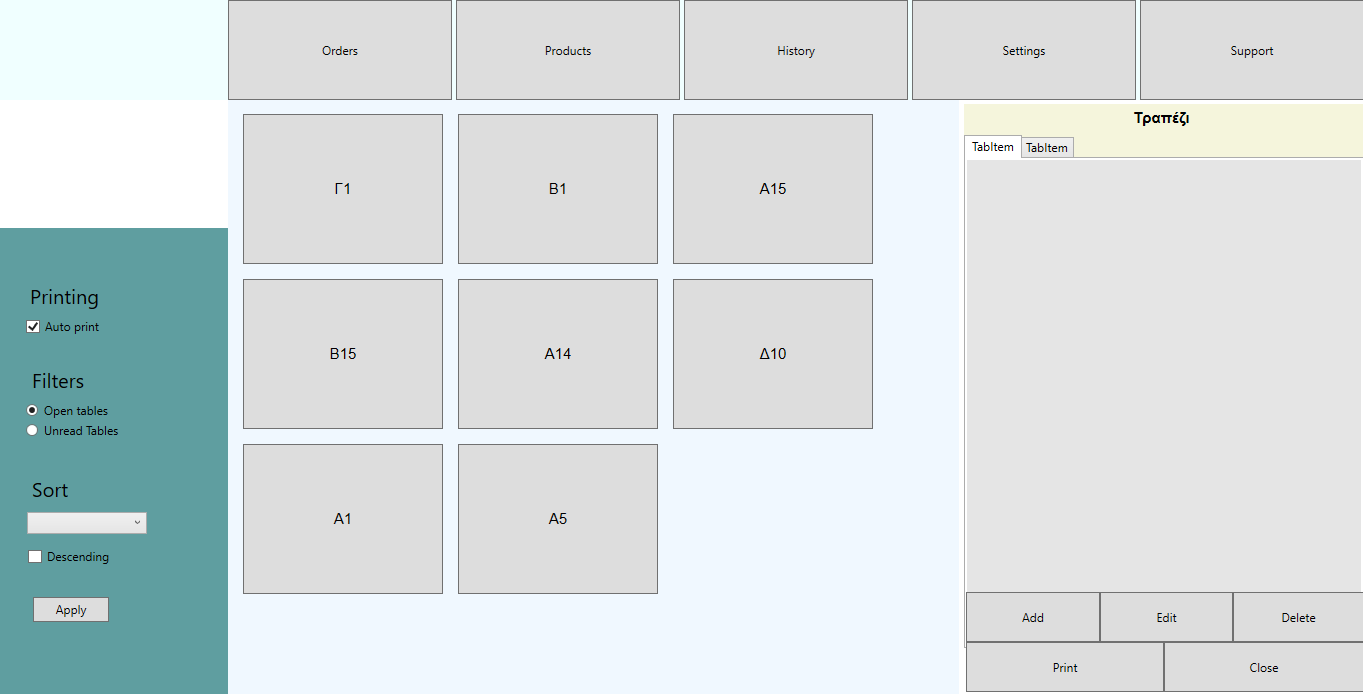 Orders
Products
History
Settings
Support
Printing
Auto print
Filters
Open tables
Unread Tables
Sort
Descending
Apply
Γ1
Β1
Α15
Β15
Α14
Δ10
Α1
Α5
Τραπέζι
TabItem
TabItem
Add
Edit
Delete
Print
Close